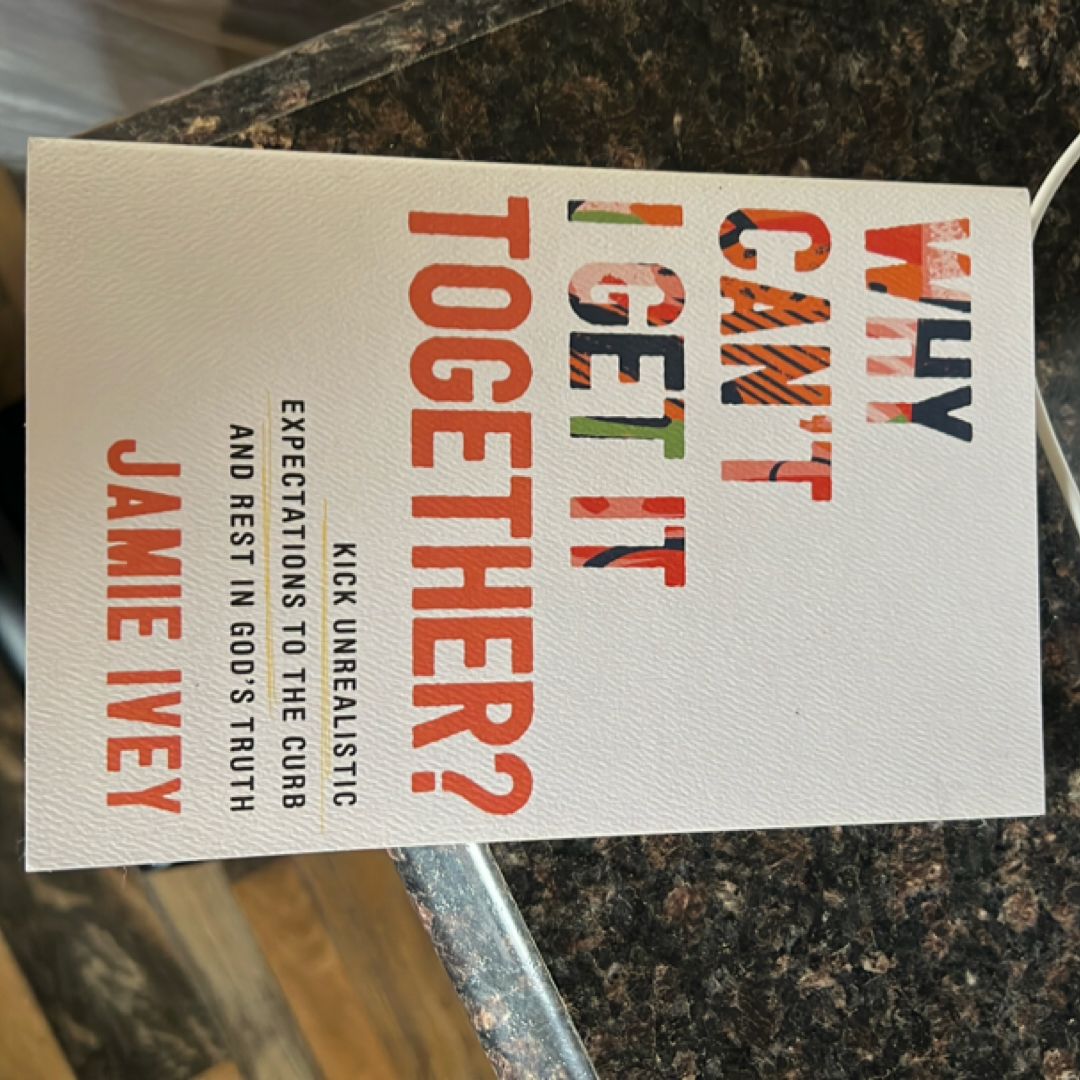 WHY
CAN'T
I GET IT
TOGETHER?
KICK UNREALISTIC
EXPECTATIONS TO THE CURB
AND REST IN GOD'S TRUTH
JAMIE IVEY